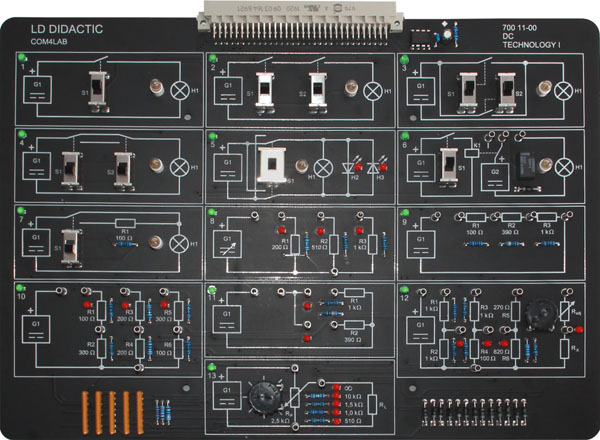 LD DIDACTIC
COM4LAB
700 11-00
DC
TECHNOLOGY I
1
G1
S1
H1
2
G1
S1
S2
H1
3
G1
S1
S2
H1
4
G1
S1
S2
H1
5
G1
S1
H1
H2
H3
6
G1
S1
K1
G2
H1
7
G1
S1
R1
100 Ω
H1
8
G1
R1
200 Ω
R2
510 Ω
R3
1 kΩ
9
G1
R1
100 Ω
R2
390 Ω
R3
1 kΩ
10
G1
R1
100 Ω
R2
300 Ω
R3
200 Ω
R4
200 Ω
R5
300 Ω
R6
100 Ω
11
G1
R1
1 kΩ
R2
390 Ω
12
G1
R1
1 kΩ
R2
1 kΩ
R3
1 kΩ
R4
100 Ω
270 Ω
R5
820 Ω
R6
Rx
13
G1
2,5 kΩ
∞
10 kΩ
1,5 kΩ
1,0 kΩ
510 Ω
RL